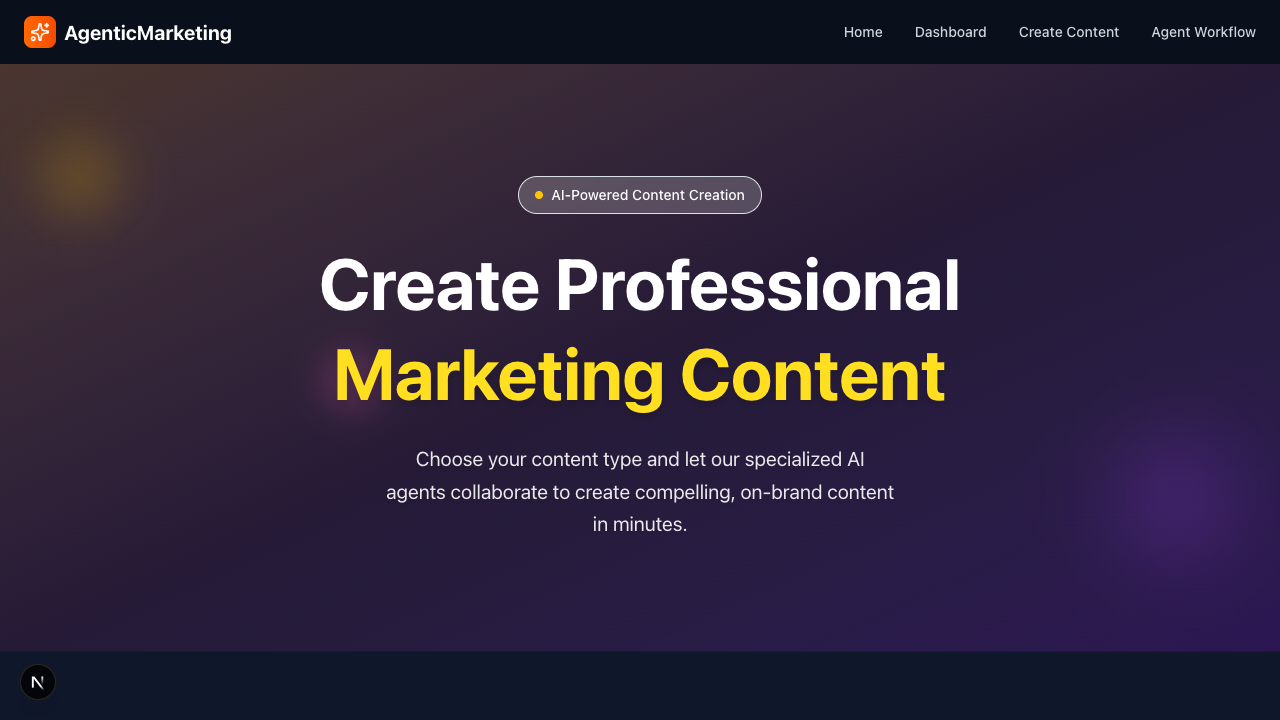 AgenticMarketing
Home
Dashboard
Create Content
Agent Workflow
AI-Powered Content Creation
Create Professional
Marketing Content
Choose your content type and let our specialized AI
agents collaborate to create compelling, on-brand content
in minutes.
N